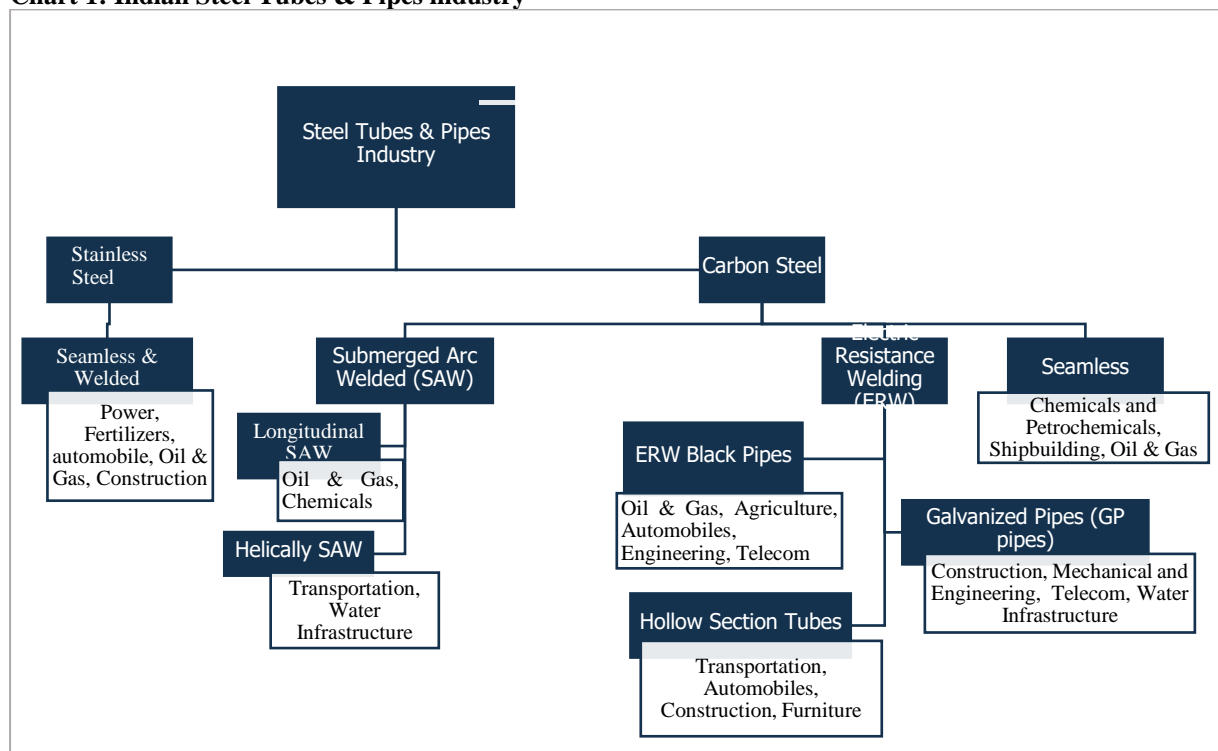 Chart 1: Indian Steel Tubes & Pipes industry
Steel Tubes & Pipes
Industry
Stainless
Steel
Carbon Steel
Seamless &
Welded
Power,
Fertilizers,
automobile, Oil &
Gas, Construction
Submerged Arc
Welded (SAW)
Longitudinal
SAW
Oil & Gas,
Chemicals
Helically SAW
Transportation,
Water
Infrastructure
Electric
Resistance
Welding
(ERW)
ERW Black Pipes
Oil & Gas, Agriculture,
Automobiles,
Engineering, Telecom
Hollow Section Tubes
Transportation,
Automobiles,
Construction, Furniture
Galvanized Pipes (GP
pipes)
Construction, Mechanical and
Engineering, Telecom, Water
Infrastructure
Seamless
Chemicals and
Petrochemicals,
Shipbuilding, Oil & Gas